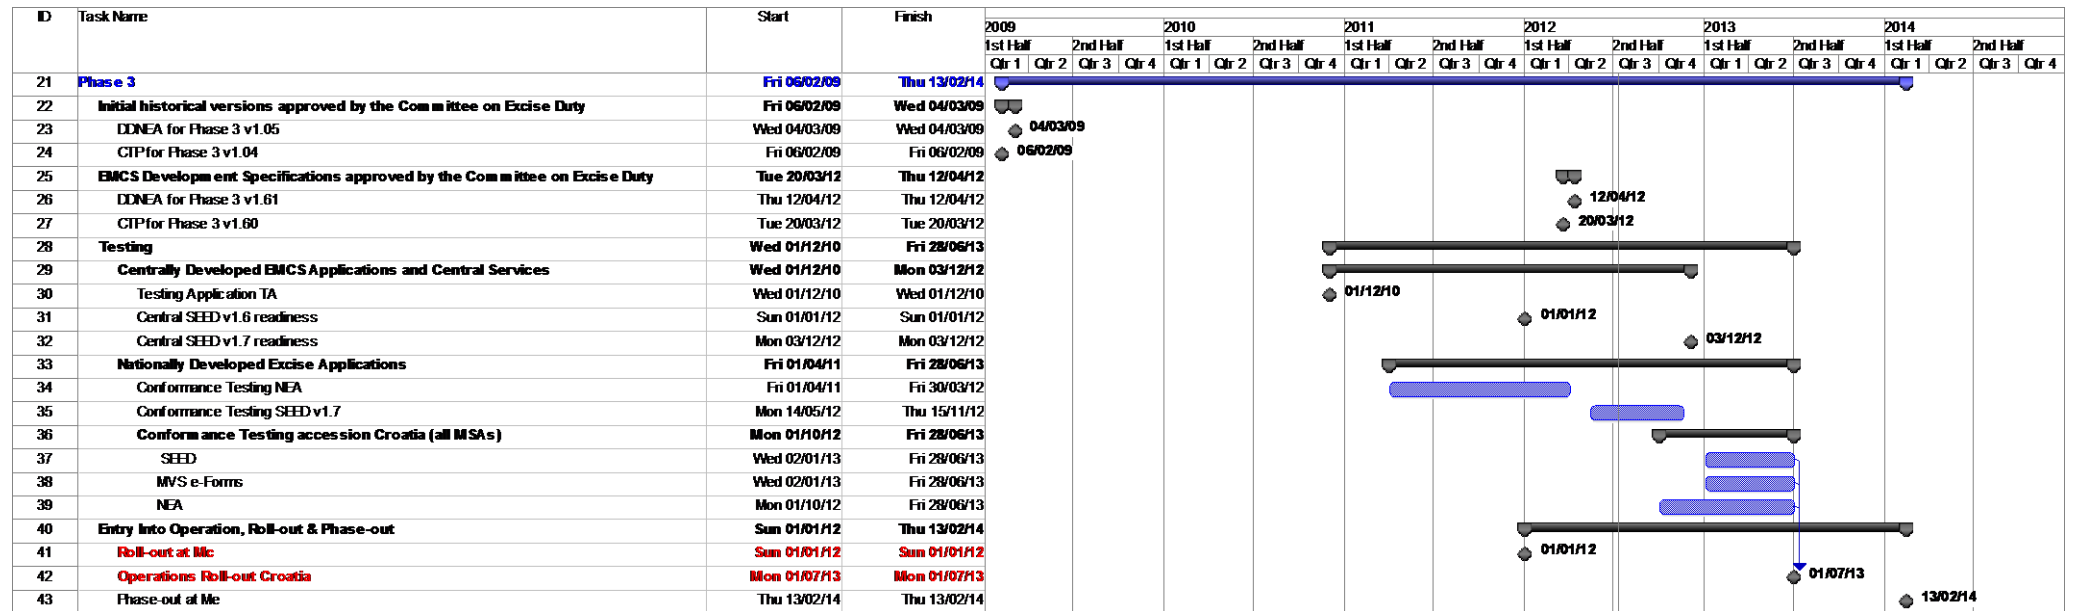 ID Task Name Start Finish
2009 2010 2011 2012 2013 2014
1st Half 2nd Half 1st Half 2nd Half 1st Half 2nd Half 1st Half 2nd Half 1st Half 2nd Half 1st Half 2nd Half
Qtr 1 Qtr 2 Qtr 3 Qtr 4 Qtr 1 Qtr 2 Qtr 3 Qtr 4 Qtr 1 Qtr 2 Qtr 3 Qtr 4 Qtr 1 Qtr 2 Qtr 3 Qtr 4 Qtr 1 Qtr 2 Qtr 3 Qtr 4 Qtr 1 Qtr 2 Qtr 3 Qtr 4
21 Phase 3 Fri 06/02/09 Thu 13/02/14
22 Initial historical versions approved by the Committee on Excise Duty Fri 06/02/09 Wed 04/03/09
23 DDNEA for Phase 3 v1.05 Wed 04/03/09 Wed 04/03/09 04/03/09
24 CTP for Phase 3 v1.04 Fri 06/02/09 Fri 06/02/09 06/02/09
25 EMCS Development Specifications approved by the Committee on Excise Duty Tue 20/03/12 Thu 12/04/12
26 DDNEA for Phase 3 v1.61 Thu 12/04/12 Thu 12/04/12 12/04/12
27 CTP for Phase 3 v1.60 Tue 20/03/12 Tue 20/03/12 20/03/12
28 Testing Wed 01/12/10 Fri 28/06/13
29 Centrally Developed EMCS Applications and Central Services Wed 01/12/10 Mon 03/12/12
30 Testing Application TA Wed 01/12/10 Wed 01/12/10 01/12/10
31 Central SEED v1.6 readiness Sun 01/01/12 Sun 01/01/12 01/01/12
32 Central SEED v1.7 readiness Mon 03/12/12 Mon 03/12/12 03/12/12
33 Nationally Developed Excise Applications Fri 01/04/11 Fri 28/06/13
34 Conformance Testing NEA Fri 01/04/11 Fri 30/03/12
35 Conformance Testing SEED v1.7 Mon 14/05/12 Thu 15/11/12
36 Conformance Testing accession Croatia (all MSAs) Mon 01/10/12 Fri 28/06/13
37 SEED Wed 02/01/13 Fri 28/06/13
38 MVS e-Forms Wed 02/01/13 Fri 28/06/13
39 NEA Mon 01/10/12 Fri 28/06/13
40 Entry Into Operation, Roll-out & Phase-out Sun 01/01/12 Thu 13/02/14
41 Roll-out at Mc Sun 01/01/12 Sun 01/01/12 01/01/12
42 Operations Roll-out Croatia Mon 01/07/13 Mon 01/07/13 01/07/13
43 Phase-out at Me Thu 13/02/14 Thu 13/02/14 13/02/14